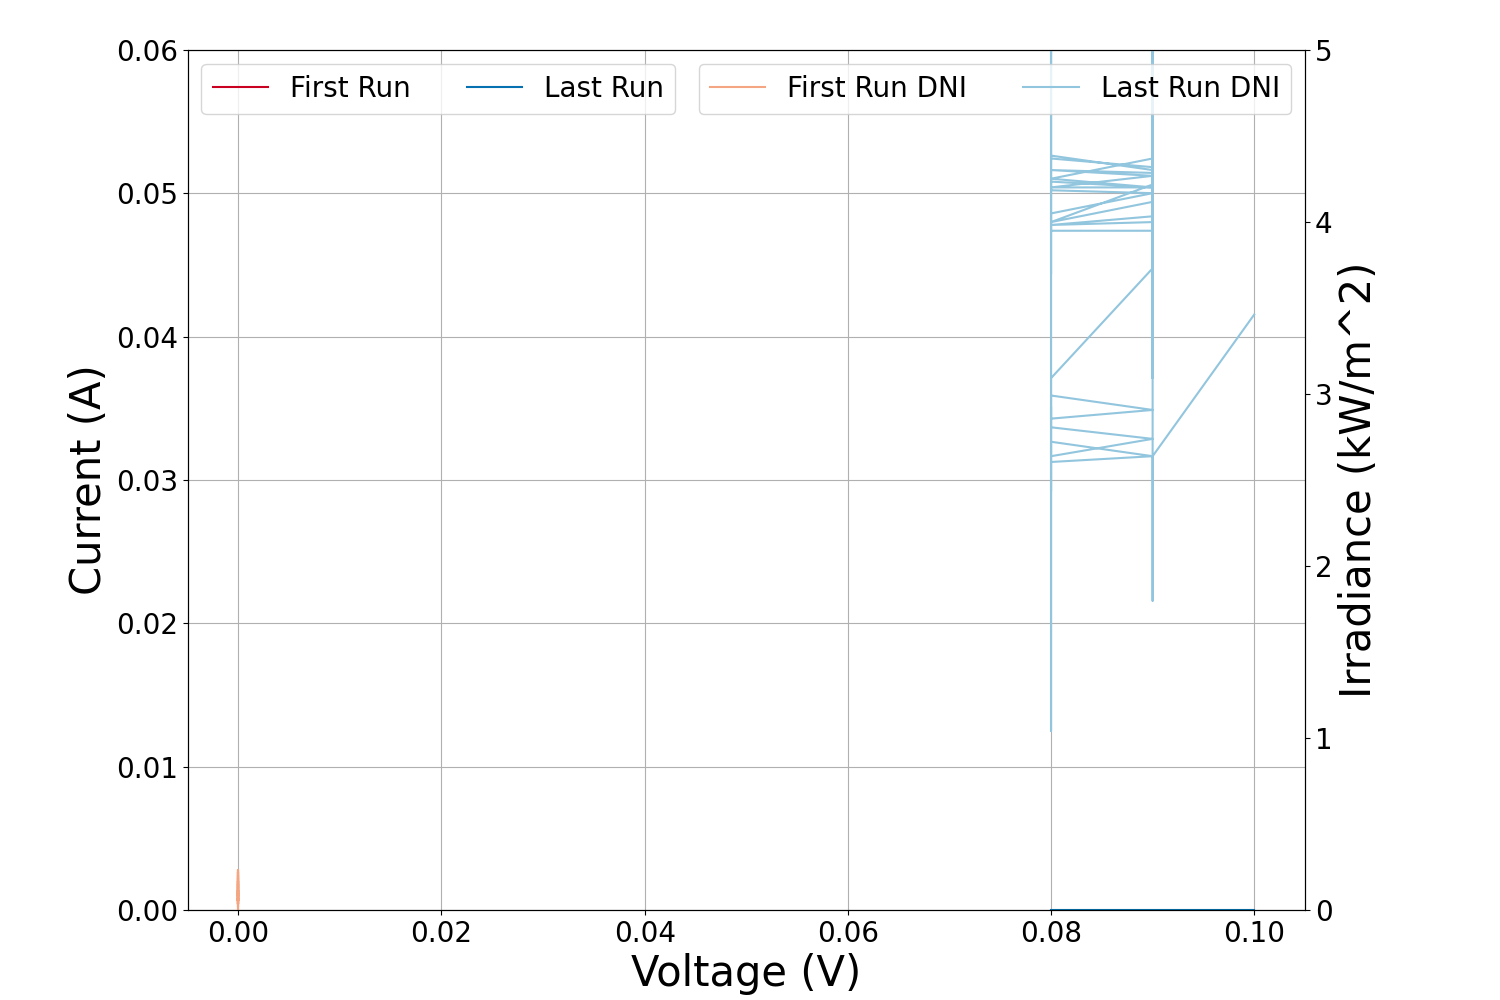 First Run
Last Run
First Run DNI
Last Run DNI
0.06
0.05
0.04
0.03
0.02
0.01
0.00
Current (A)
5
4
3
2
1
0
Irradiance (kW/m^2)
0.00 0.02 0.04 0.06 0.08 0.10
Voltage (V)